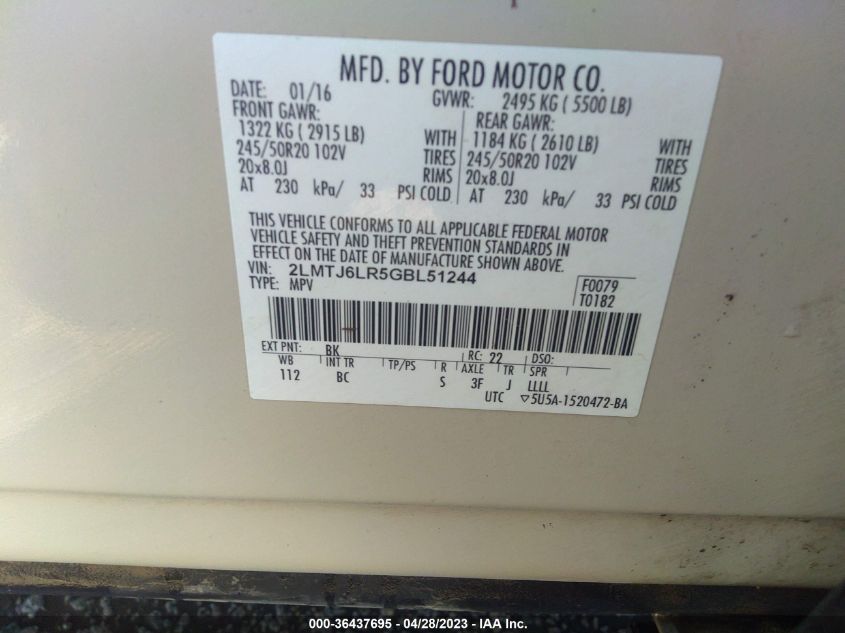 MFD. BY FORD MOTOR CO.
DATE: 01/16 GVWR: 2495 KG ( 5500 LB)
FRONT GAWR: REAR GAWR:
1322 KG ( 2915 LB) WITH 1184 KG ( 2610 LB) WITH
245/50R20 102V TIRES 245/50R20 102V TIRES
20x8.0J RIMS 20x8.0J RIMS
AT 230 kPa/ 33 PSI COLD AT 230 kPa/ 33 PSI COLD
THIS VEHICLE CONFORMS TO ALL APPLICABLE FEDERAL MOTOR
VEHICLE SAFETY AND THEFT PREVENTION STANDARDS IN
EFFECT ON THE DATE OF MANUFACTURE SHOWN ABOVE.
VIN: 2LMTJ6LR5GBL51244 F0079
TYPE: MPV T0182
EXT PNT: BK RC: 22 DSO:
WB INT TR TP/PS R AXLE TR SPR
112 BC S 3F J LLLL
UTC ▽5U5A-1520472-BA
000-36437695 - 04/28/2023 - IAA Inc.